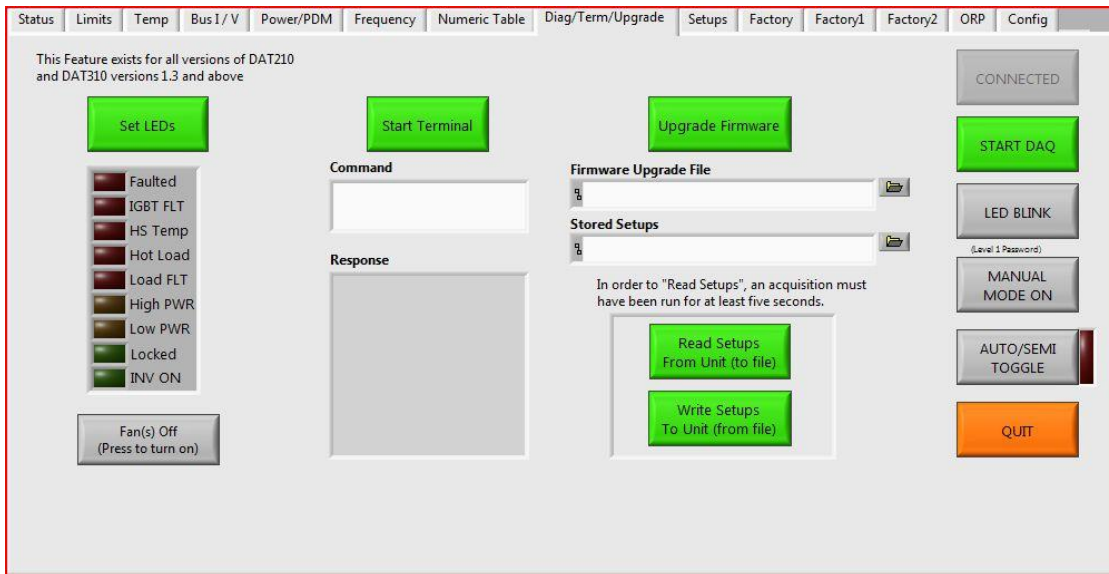 Status Limits Temp Bus I / V Power/PDM Frequency Numeric Table Diag/Term/Upgrade Setups Factory Factory1 Factory2 ORP Config
This Feature exists for all versions of DAT210
and DAT310 versions 1.3 and above
Set LEDs
Faulted
IGBT FLT
HS Temp
Hot Load
Load FLT
High PWR
Low PWR
Locked
INV ON
Fan(s) Off
(Press to turn on)
Start Terminal
Command
Response
Upgrade Firmware
Firmware Upgrade File
Stored Setups
In order to "Read Setups", an acquisition must
have been run for at least five seconds.
Read Setups
From Unit (to file)
Write Setups
To Unit (from file)
CONNECTED
START DAQ
LED BLINK
(Level 1 Password)
MANUAL
MODE ON
AUTO/SEMI
TOGGLE
QUIT